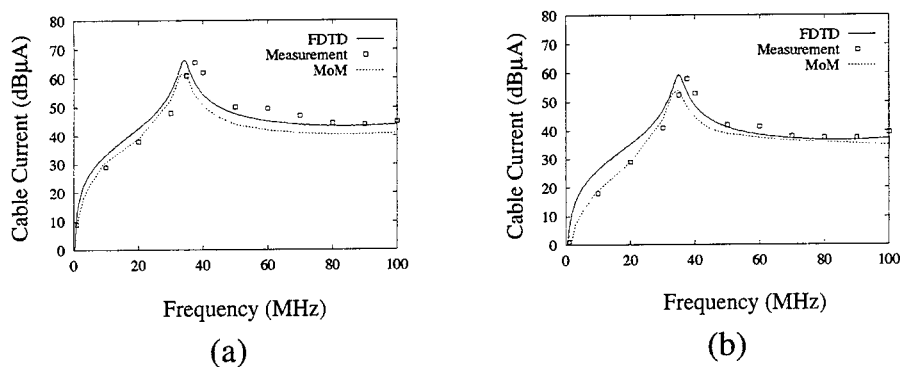 80
70
60
50
40
30
20
10
0
Cable Current (dBµA)
FDTD
Measurement
MoM
0 20 40 60 80 100
Frequency (MHz)
(a)
80
70
60
50
40
30
20
10
0
Cable Current (dBµA)
FDTD
Measurement
MoM
0 20 40 60 80 100
Frequency (MHz)
(b)